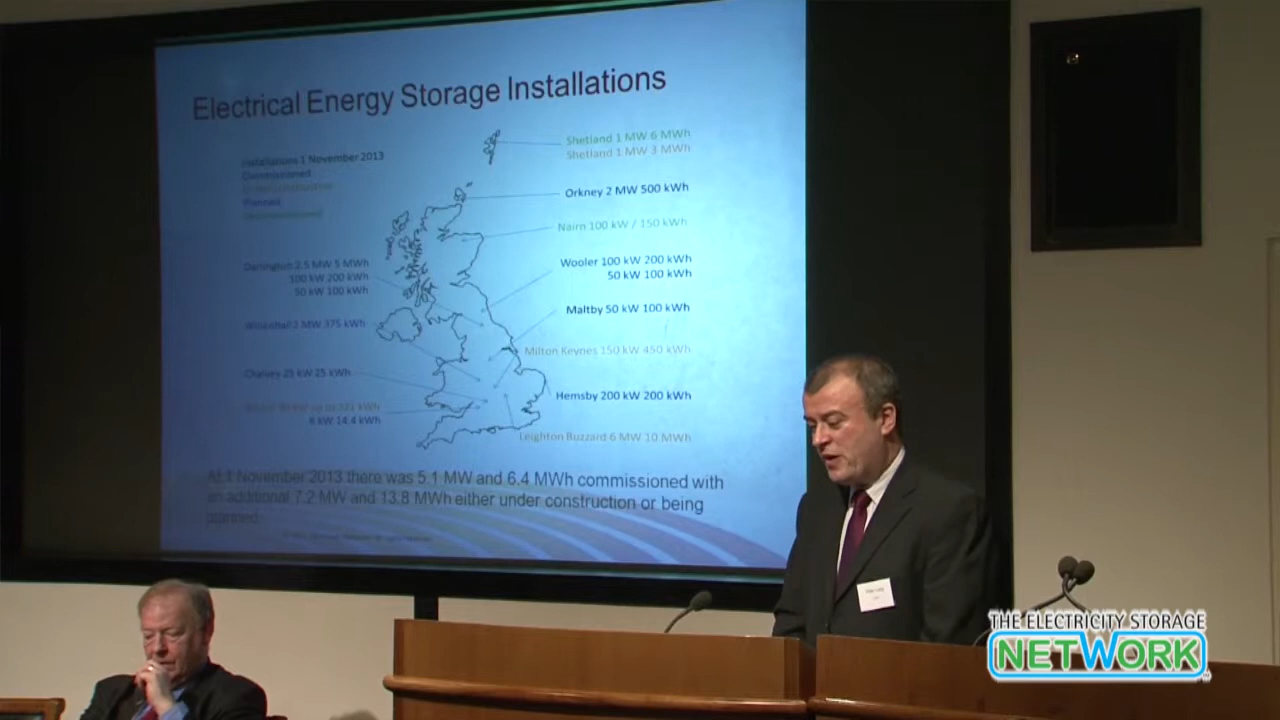 Electrical Energy Storage Installations
Installations 1 November 2013
Commissioned
Planned
Shetland 1 MW 6 MWh
Shetland 1 MW 3 MWh
Orkney 2 MW 500 kWh
Nairn 100 kW / 150 kWh
Darlington 2.5 MW 5 MWh
100 kW 200 kWh
50 kW 100 kWh
Wooler 100 kW 200 kWh
50 kW 100 kWh
Maltby 50 kW 100 kWh
Willenhall 2 MW 375 kWh
Milton Keynes 150 kW 450 kWh
Chalvey 25 kW 25 kWh
Hemsby 200 kW 200 kWh
8 kW 14.4 kWh
Leighton Buzzard 6 MW 10 MWh
At 1 November 2013 there was 5.1 MW and 6.4 MWh commissioned with
an additional 7.2 MW and 13.8 MWh either under construction or being
planned
THE ELECTRICITY STORAGE
NETWORK